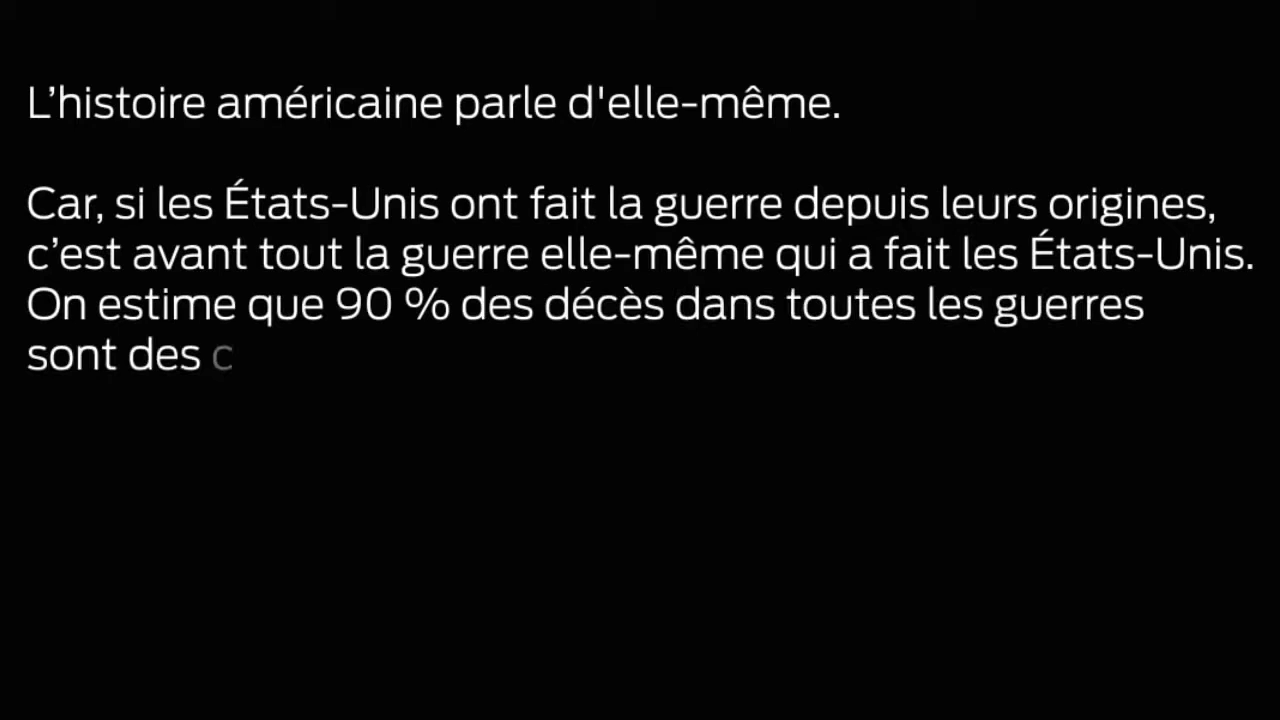 L’histoire américaine parle d'elle-même.
Car, si les États-Unis ont fait la guerre depuis leurs origines,
c’est avant tout la guerre elle-même qui a fait les États-Unis.
On estime que 90 % des décès dans toutes les guerres
sont des c